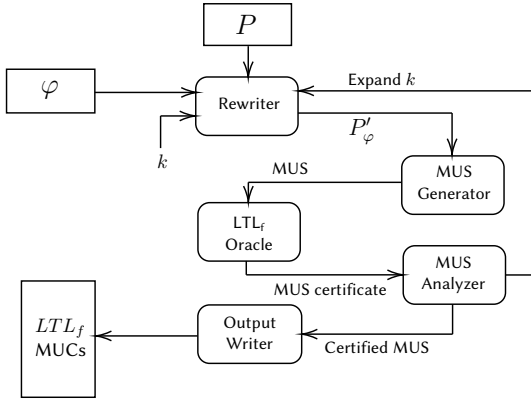 P
φ
Expand k
Rewriter
P′φ
k
MUS
MUS
Generator
LTLf
Oracle
MUS
Analyzer
MUS certificate
LTLf
MUCs
Output
Writer
Certified MUS